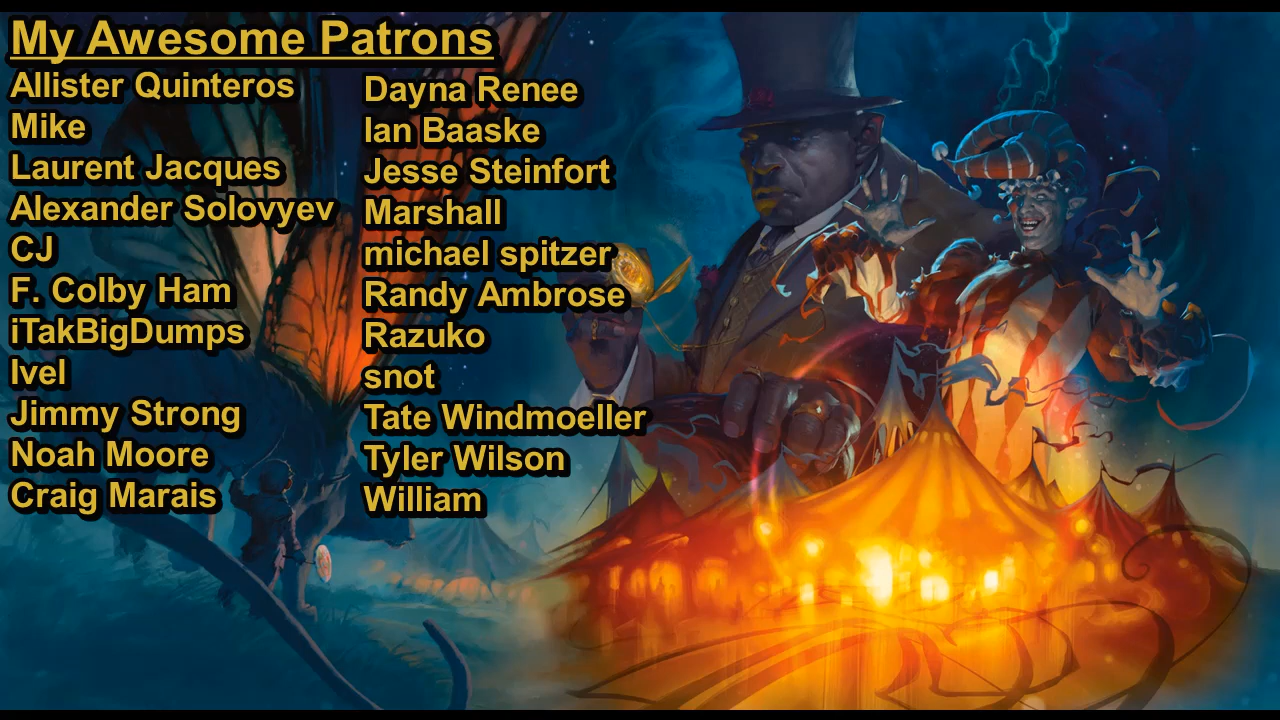 My Awesome Patrons
Allister Quinteros
Mike
Laurent Jacques
Alexander Solovyev
CJ
F. Colby Ham
iTakBigDumps
Ivel
Jimmy Strong
Noah Moore
Craig Marais
Dayna Renee
Ian Baaske
Jesse Steinfort
Marshall
michael spitzer
Randy Ambrose
Razuko
snot
Tate Windmoeller
Tyler Wilson
William